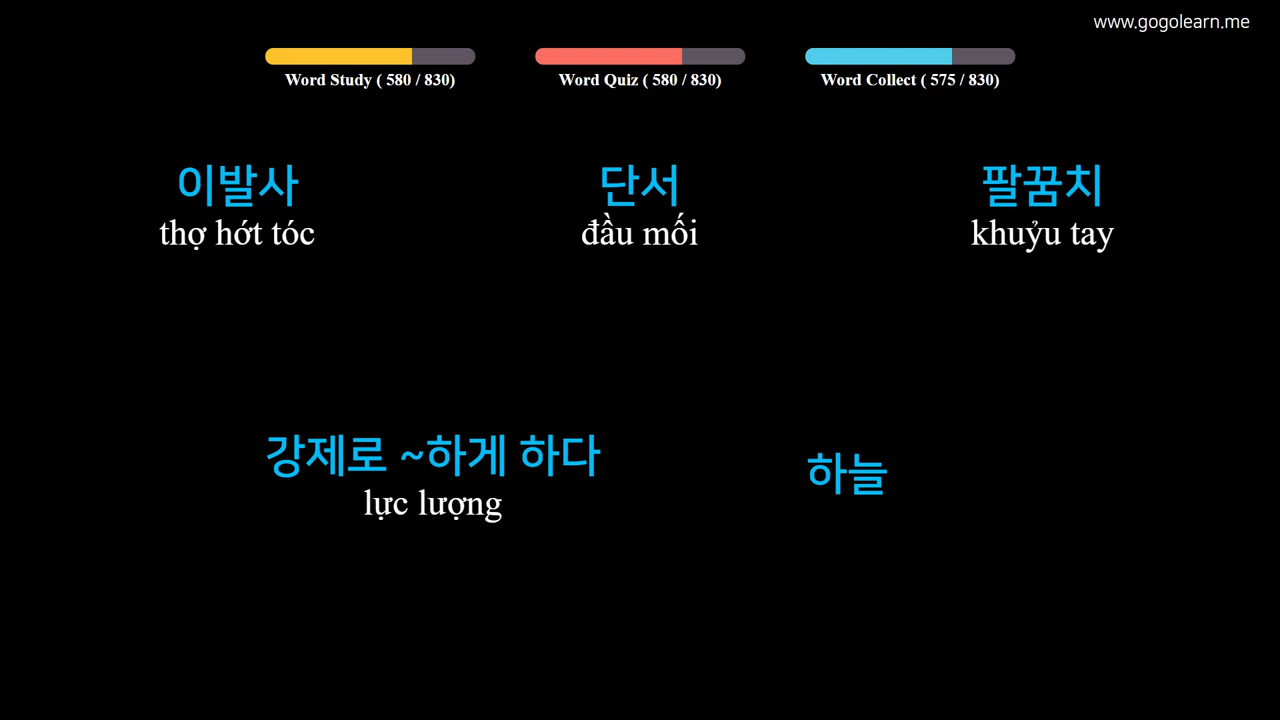 www.gogolearn.me
Word Study ( 580 / 830)
Word Quiz ( 580 / 830)
Word Collect ( 575 / 830)
이발사
thợ hớt tóc
단서
đầu mối
팔꿈치
khuỷu tay
강제로 ~하게 하다
lực lượng
하늘